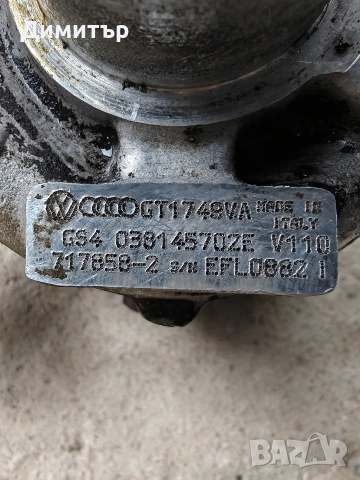 Димитър
GT1749VA MADE IN ITALY
GS4 038145702E V110
717858-2 S/N EFL0882 I
BAZAR